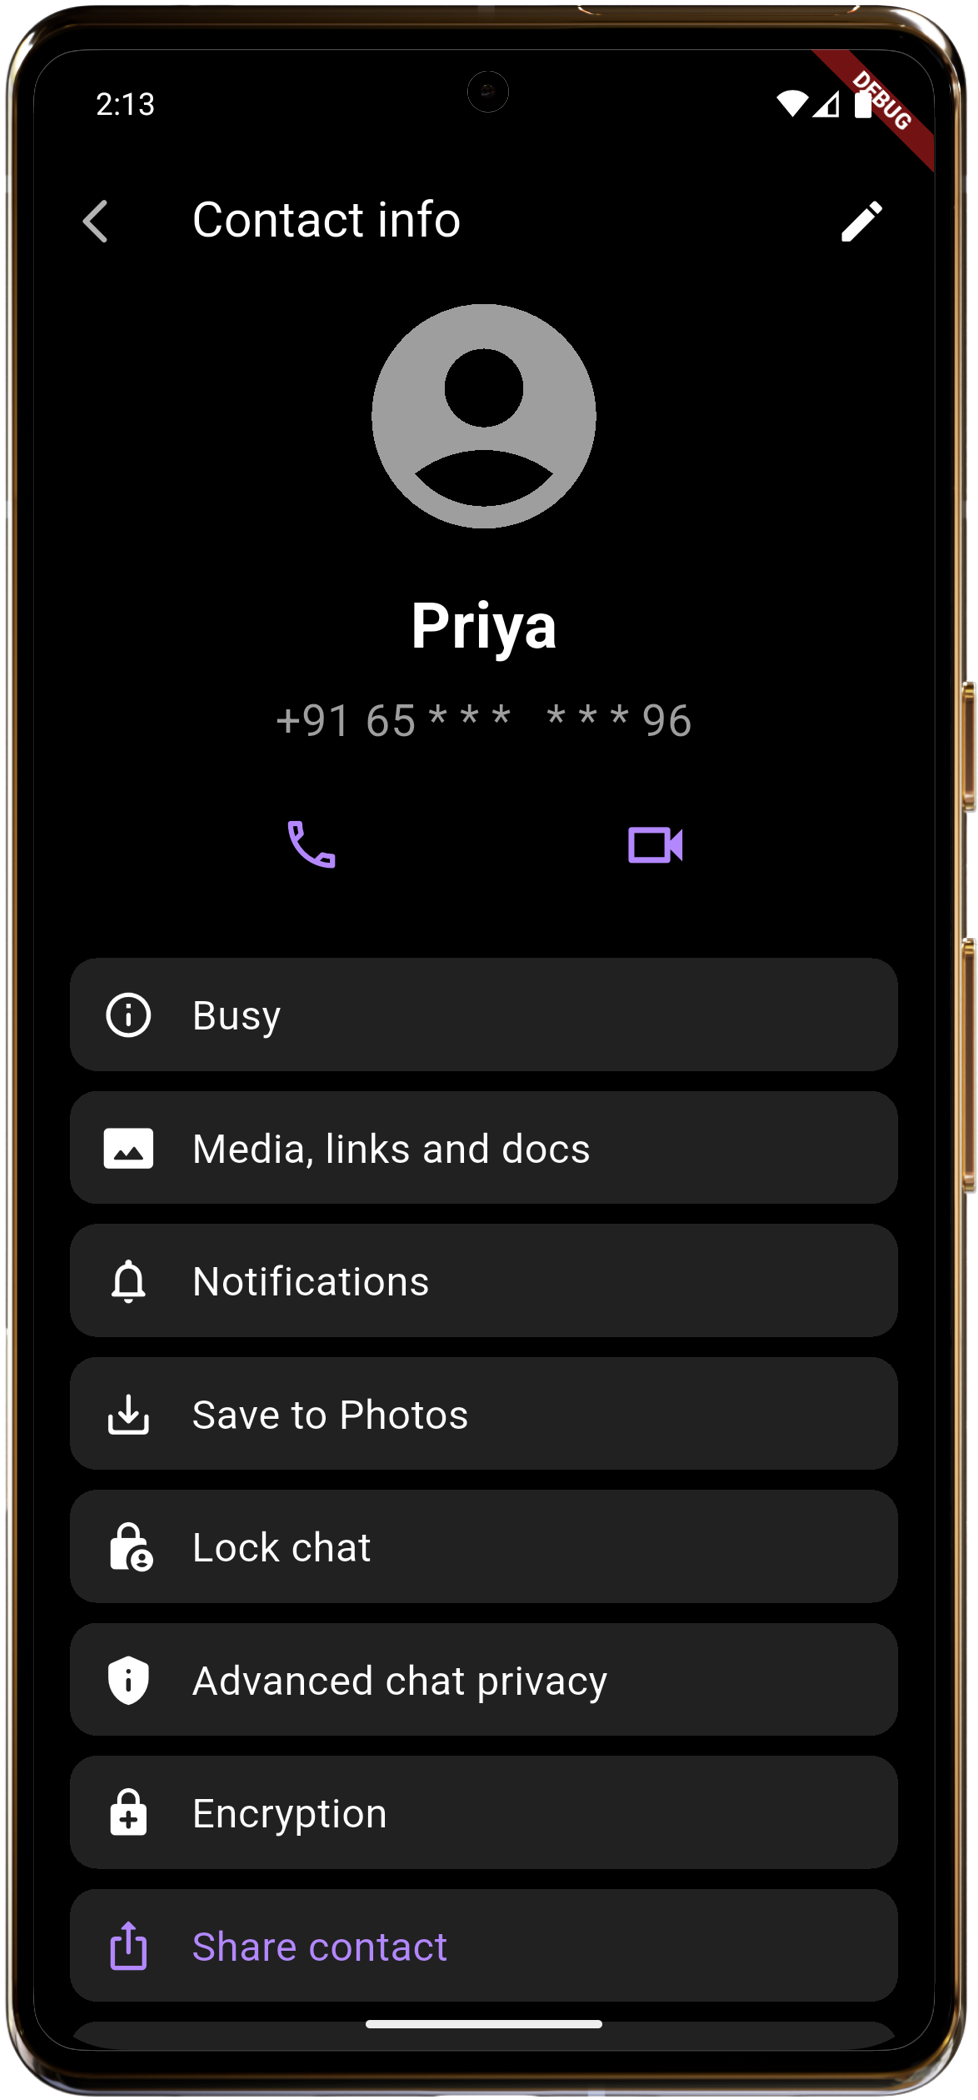 2:13
DEBUG
Contact info
Priya
+91 65 * * *   * * * 96
Busy
Media, links and docs
Notifications
Save to Photos
Lock chat
Advanced chat privacy
Encryption
Share contact